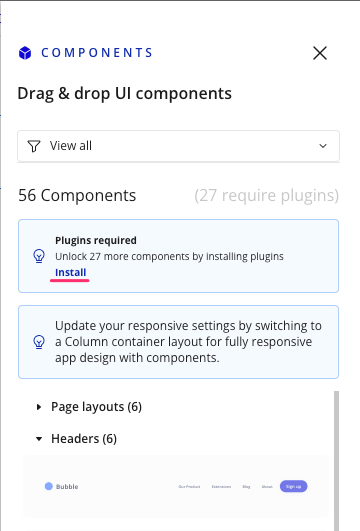 COMPONENTS
Drag & drop UI components
View all
56 Components (27 require plugins)
Plugins required
Unlock 27 more components by installing plugins
Install
Update your responsive settings by switching to
a Column container layout for fully responsive
app design with components.
Page layouts (6)
Headers (6)
Bubble Our Product Extensions Blog About Sign up